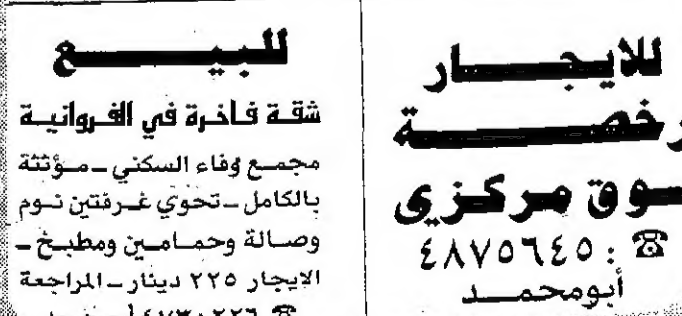 للايجار
رخصة
سوق مركزي
☎ : ٤٨٧٥٦٤٥
أبومحمد
للبيع
شقة فاخرة في الفروانية
مجمع وفاء السكني - مؤثثة
بالكامل - تحوي غرفتين نوم
وصالة وحمامين ومطبخ -
الايجار ٢٢٥ دينار - المراجعة